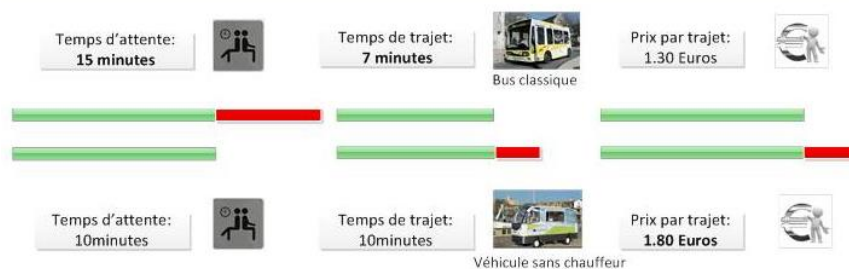 Temps d'attente:
15 minutes
Temps de trajet:
7 minutes
Bus classique
Prix par trajet:
1.30 Euros
Temps d'attente:
10minutes
Temps de trajet:
10minutes
Véhicule sans chauffeur
Prix par trajet:
1.80 Euros